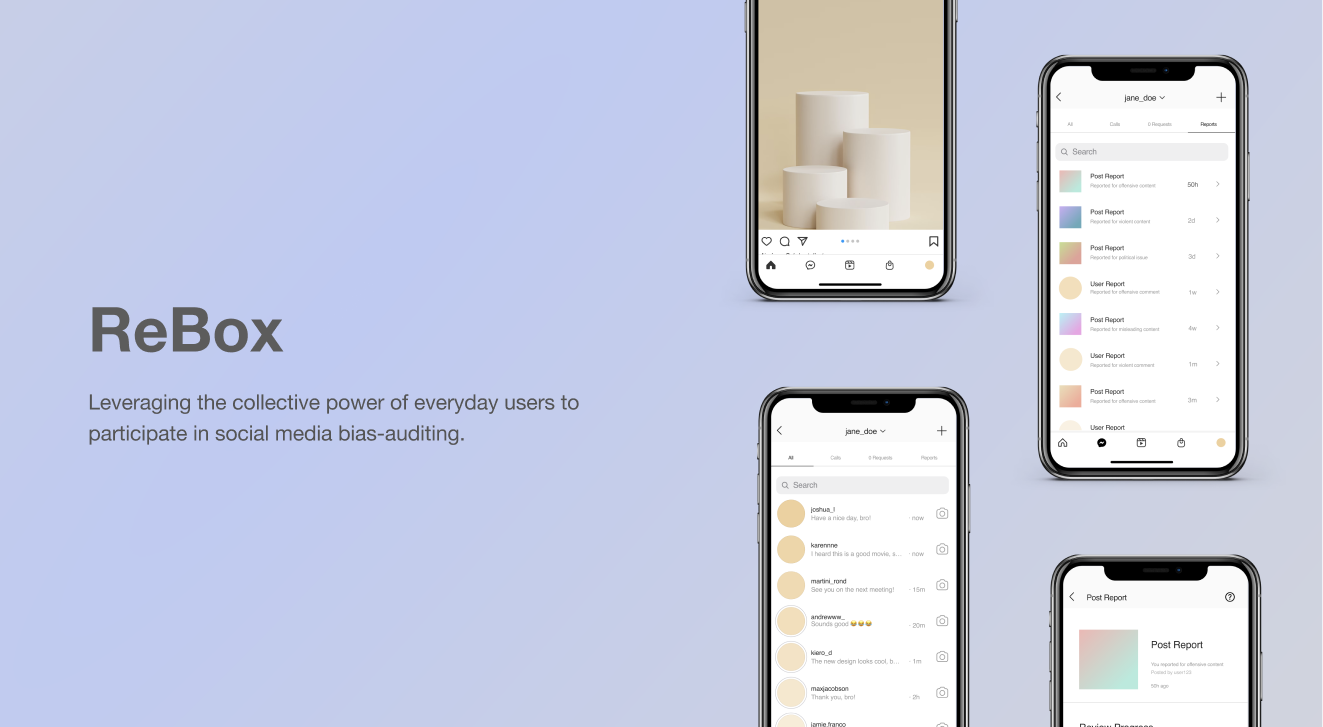 ReBox
Leveraging the collective power of everyday users to
participate in social media bias-auditing.
jane_doe
All Calls 0 Requests Reports
Search
Post Report
Reported for offensive content
50h
Post Report
Reported for violent content
2d
Post Report
Reported for political issue
3d
User Report
Reported for offensive comment
1w
Post Report
Reported for misleading content
4w
User Report
Reported for violent comment
1m
Post Report
Reported for offensive content
3m
User Report
jane_doe
All Calls 0 Requests Reports
Search
joshua_l
Have a nice day, bro! · now
karennne
I heard this is a good movie, s... · now
martini_rond
See you on the next meeting! · 15m
andrewww_
Sounds good 😂😂😂 · 20m
kiero_d
The new design looks cool, b... · 1m
maxjacobson
Thank you, bro! · 2h
jamie.franco
Post Report
Post Report
You reported for offensive content
Posted by user123
50h ago
Review Progress